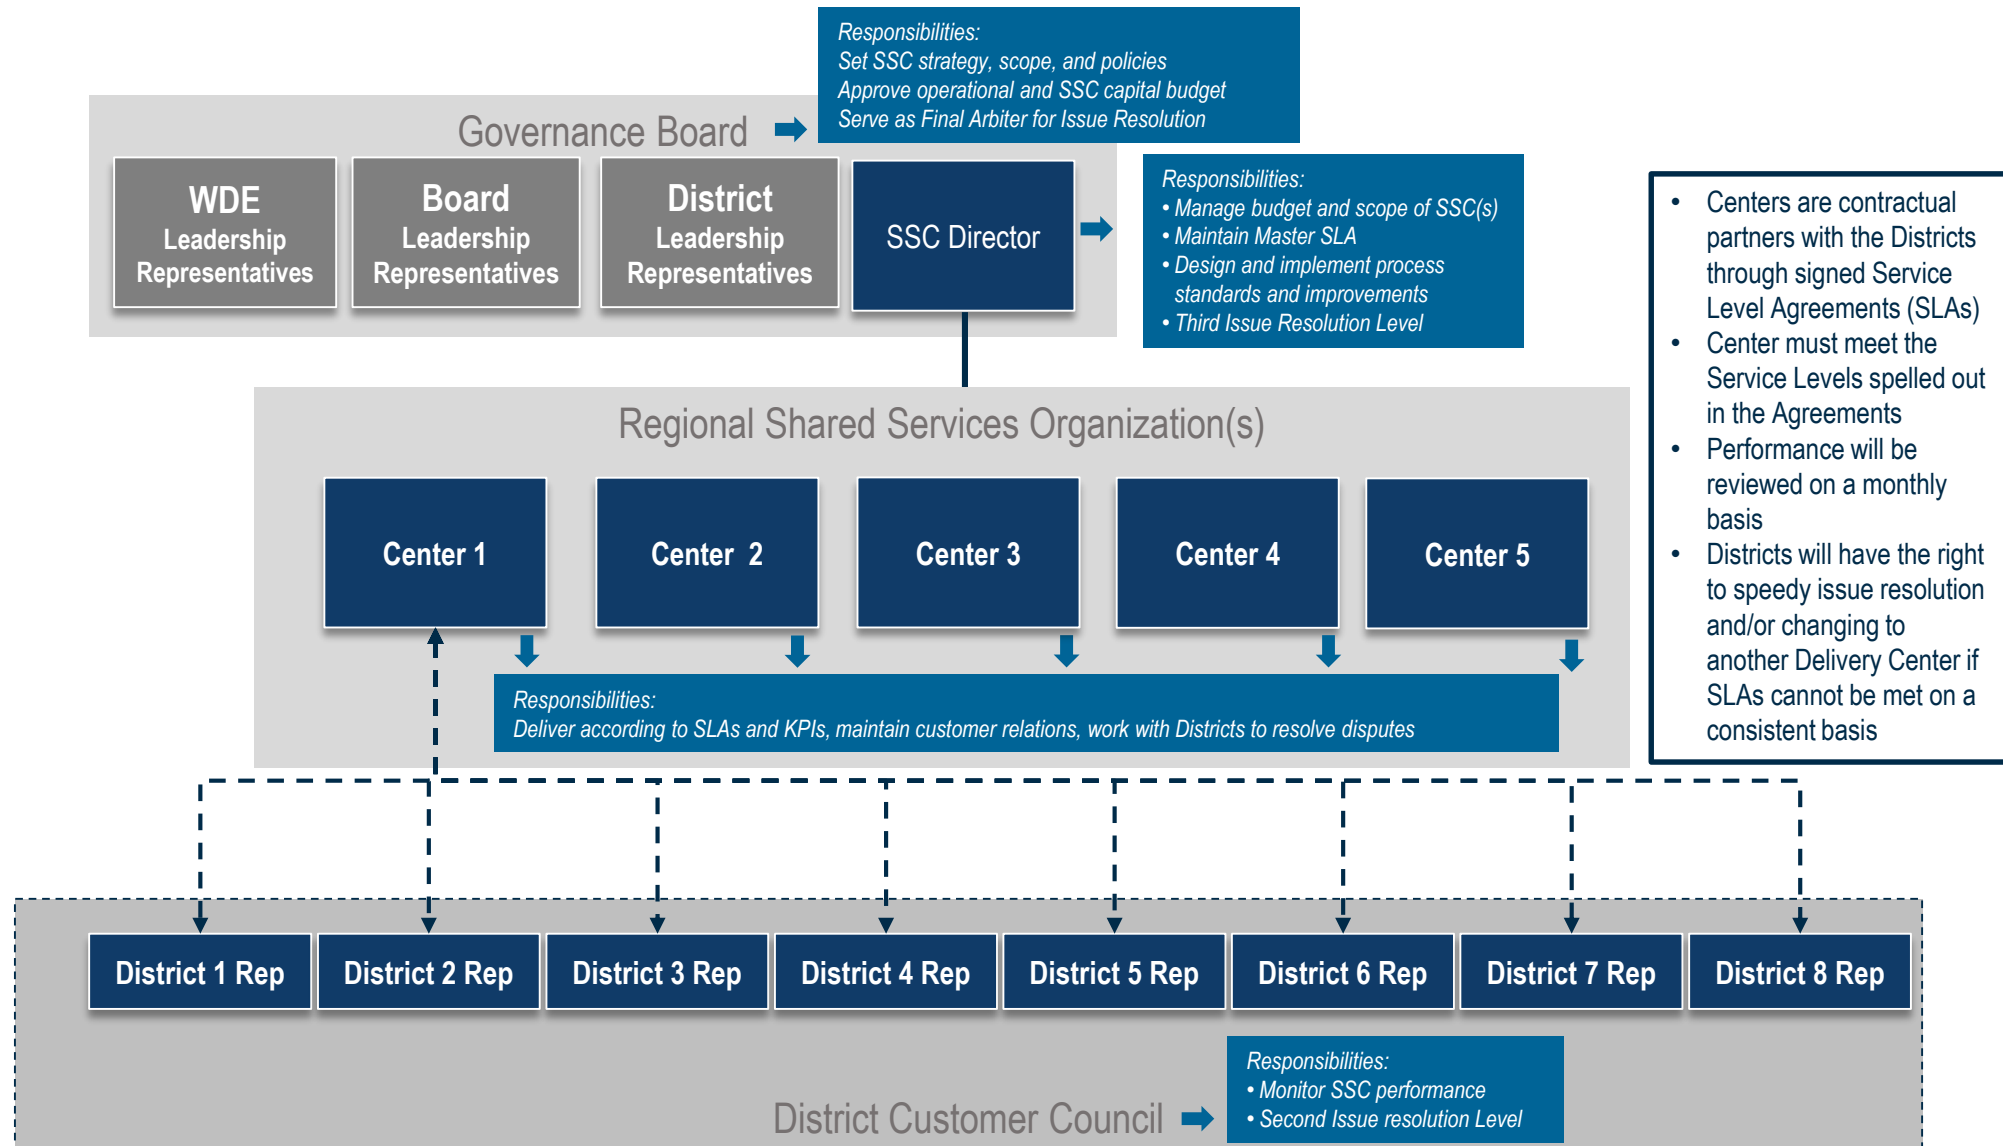 Responsibilities:
Set SSC strategy, scope, and policies
Approve operational and SSC capital budget
Serve as Final Arbiter for Issue Resolution
Governance Board
WDE
Leadership
Representatives
Board
Leadership
Representatives
District
Leadership
Representatives
SSC Director
Responsibilities:
• Manage budget and scope of SSC(s)
• Maintain Master SLA
• Design and implement process
standards and improvements
• Third Issue Resolution Level
• Centers are contractual
partners with the Districts
through signed Service
Level Agreements (SLAs)
• Center must meet the
Service Levels spelled out
in the Agreements
• Performance will be
reviewed on a monthly
basis
• Districts will have the right
to speedy issue resolution
and/or changing to
another Delivery Center if
SLAs cannot be met on a
consistent basis
Regional Shared Services Organization(s)
Center 1
Center 2
Center 3
Center 4
Center 5
Responsibilities:
Deliver according to SLAs and KPIs, maintain customer relations, work with Districts to resolve disputes
District 1 Rep
District 2 Rep
District 3 Rep
District 4 Rep
District 5 Rep
District 6 Rep
District 7 Rep
District 8 Rep
District Customer Council
Responsibilities:
• Monitor SSC performance
• Second Issue resolution Level